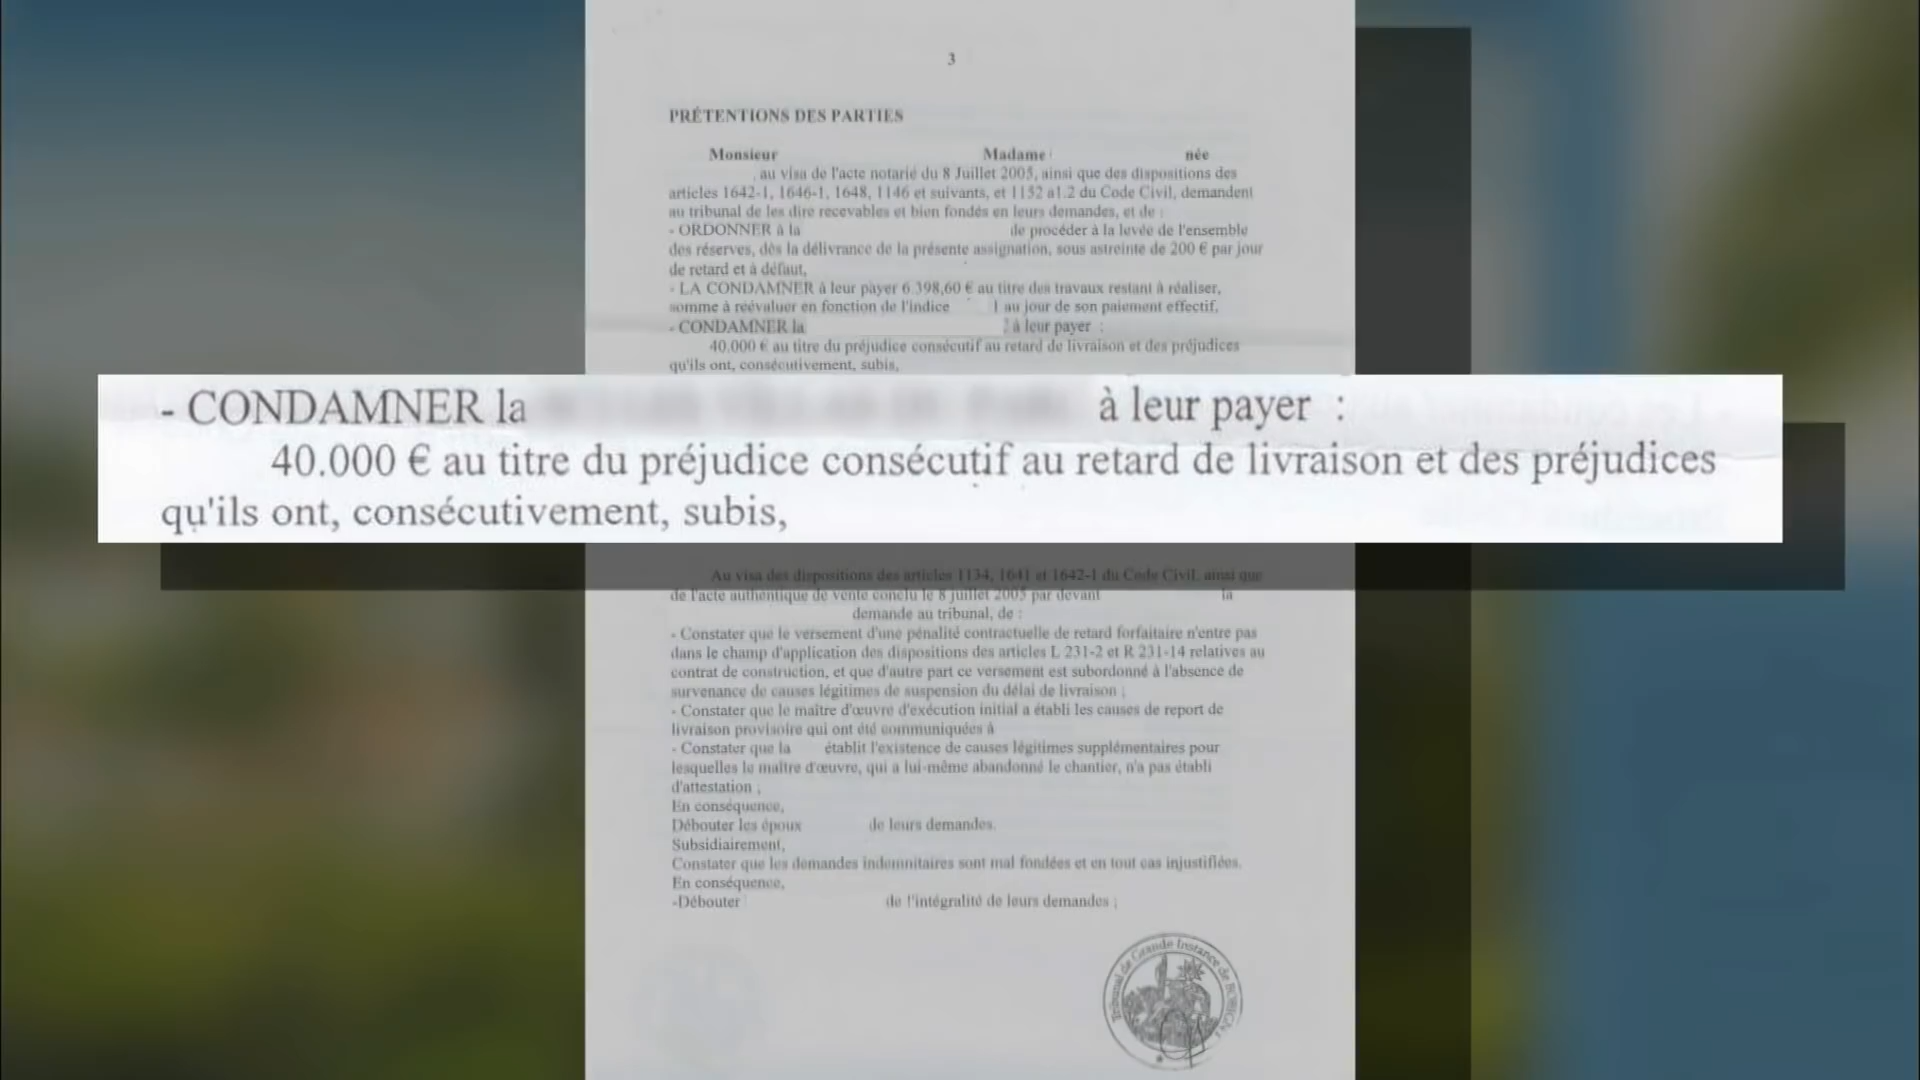 3
PRÉTENTIONS DES PARTIES
Monsieur Madame née
, au visa de l'acte notarié du 8 Juillet 2005, ainsi que des dispositions des
articles 1642-1, 1646-1, 1648, 1146 et suivants, et 1152 al.2 du Code Civil, demandent
au tribunal de les dire recevables et bien fondés en leurs demandes, et de :
- ORDONNER à la de procéder à la levée de l'ensemble
des réserves, dès la délivrance de la présente assignation, sous astreinte de 200 € par jour
de retard et à défaut,
- LA CONDAMNER à leur payer 6.398,60 € au titre des travaux restant à réaliser,
somme à réévaluer en fonction de l'indice au jour de son paiement effectif,
- CONDAMNER la à leur payer :
40.000 € au titre du préjudice consécutif au retard de livraison et des préjudices
qu'ils ont, consécutivement, subis,
- CONDAMNER la à leur payer :
40.000 € au titre du préjudice consécutif au retard de livraison et des préjudices
qu'ils ont, consécutivement, subis,
Au visa des dispositions des articles 1134, 1641 et 1642-1 du Code Civil, ainsi que
de l'acte authentique de vente conclu le 8 juillet 2005 par devant la
demande au tribunal, de :
- Constater que le versement d'une pénalité contractuelle de retard forfaitaire n'entre pas
dans le champ d'application des dispositions des articles L 231-2 et R 231-14 relatives au
contrat de construction, et que d'autre part ce versement est subordonné à l'absence de
survenance de causes légitimes de suspension du délai de livraison ;
- Constater que le maître d'œuvre d'exécution initial a établi les causes de report de
livraison provisoire qui ont été communiquées à
- Constater que la établit l'existence de causes légitimes supplémentaires pour
lesquelles le maître d'œuvre, qui a lui-même abandonné le chantier, n'a pas établi
d'attestation ;
En conséquence,
Débouter les époux de leurs demandes.
Subsidiairement,
Constater que les demandes indemnitaires sont mal fondées et en tout cas injustifiées.
En conséquence,
-Débouter de l'intégralité de leurs demandes ;
Tribunal de Grande Instance de BOBIGNY